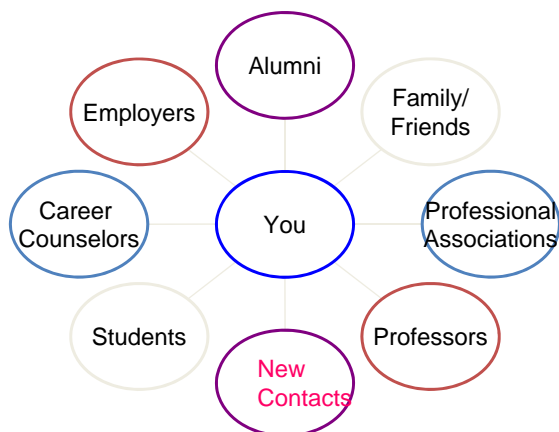 Alumni
Employers
Family/
Friends
Career
Counselors
You
Professional
Associations
Students
Professors
New
Contacts